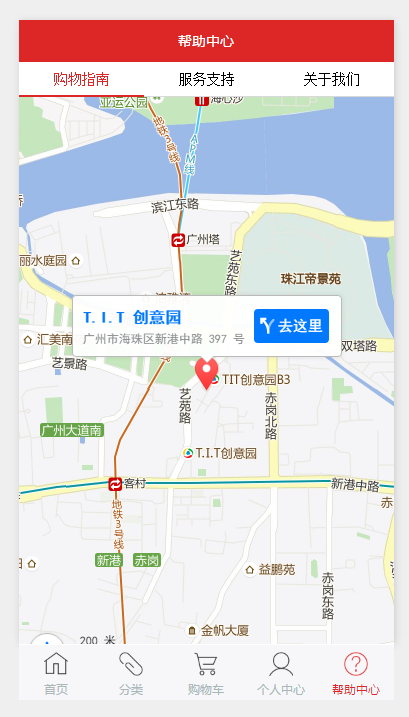 帮助中心
购物指南
服务支持
关于我们
亚运公园
海心沙
地铁3号线
APM线
滨江东路
广州塔
艺苑东路
丽水庭园
珠江帝景苑
T.I.T 创意园
广州市海珠区新港中路 397 号
去这里
汇美南
双塔路
艺景路
TIT创意园B3
艺苑路
赤岗北路
广州大道南
T.I.T创意园
客村
新港中路
地铁3号线
赤
新港
赤岗
益鹏苑
赤岗东路
金帆大厦
200 米
首页
分类
购物车
个人中心
帮助中心